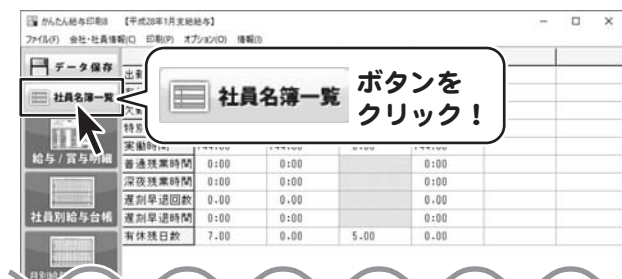 かんたん給与印刷8 【平成28年1月支給給与】
ファイル(F) 会社・社員情報(C) 印刷(P) オプション(O) 情報(I)
データ保存
社員名簿一覧
社員名簿一覧
ボタンを
クリック！
給与/賞与明細
実働時間
普通残業時間 0:00 0:00 0:00
深夜残業時間 0:00 0:00 0:00
遅刻早退回数 0.00 0.00 0.00
社員別給与台帳
遅刻早退時間 0:00 0:00 0:00
有休残日数 7.00 0.00 5.00 0.00